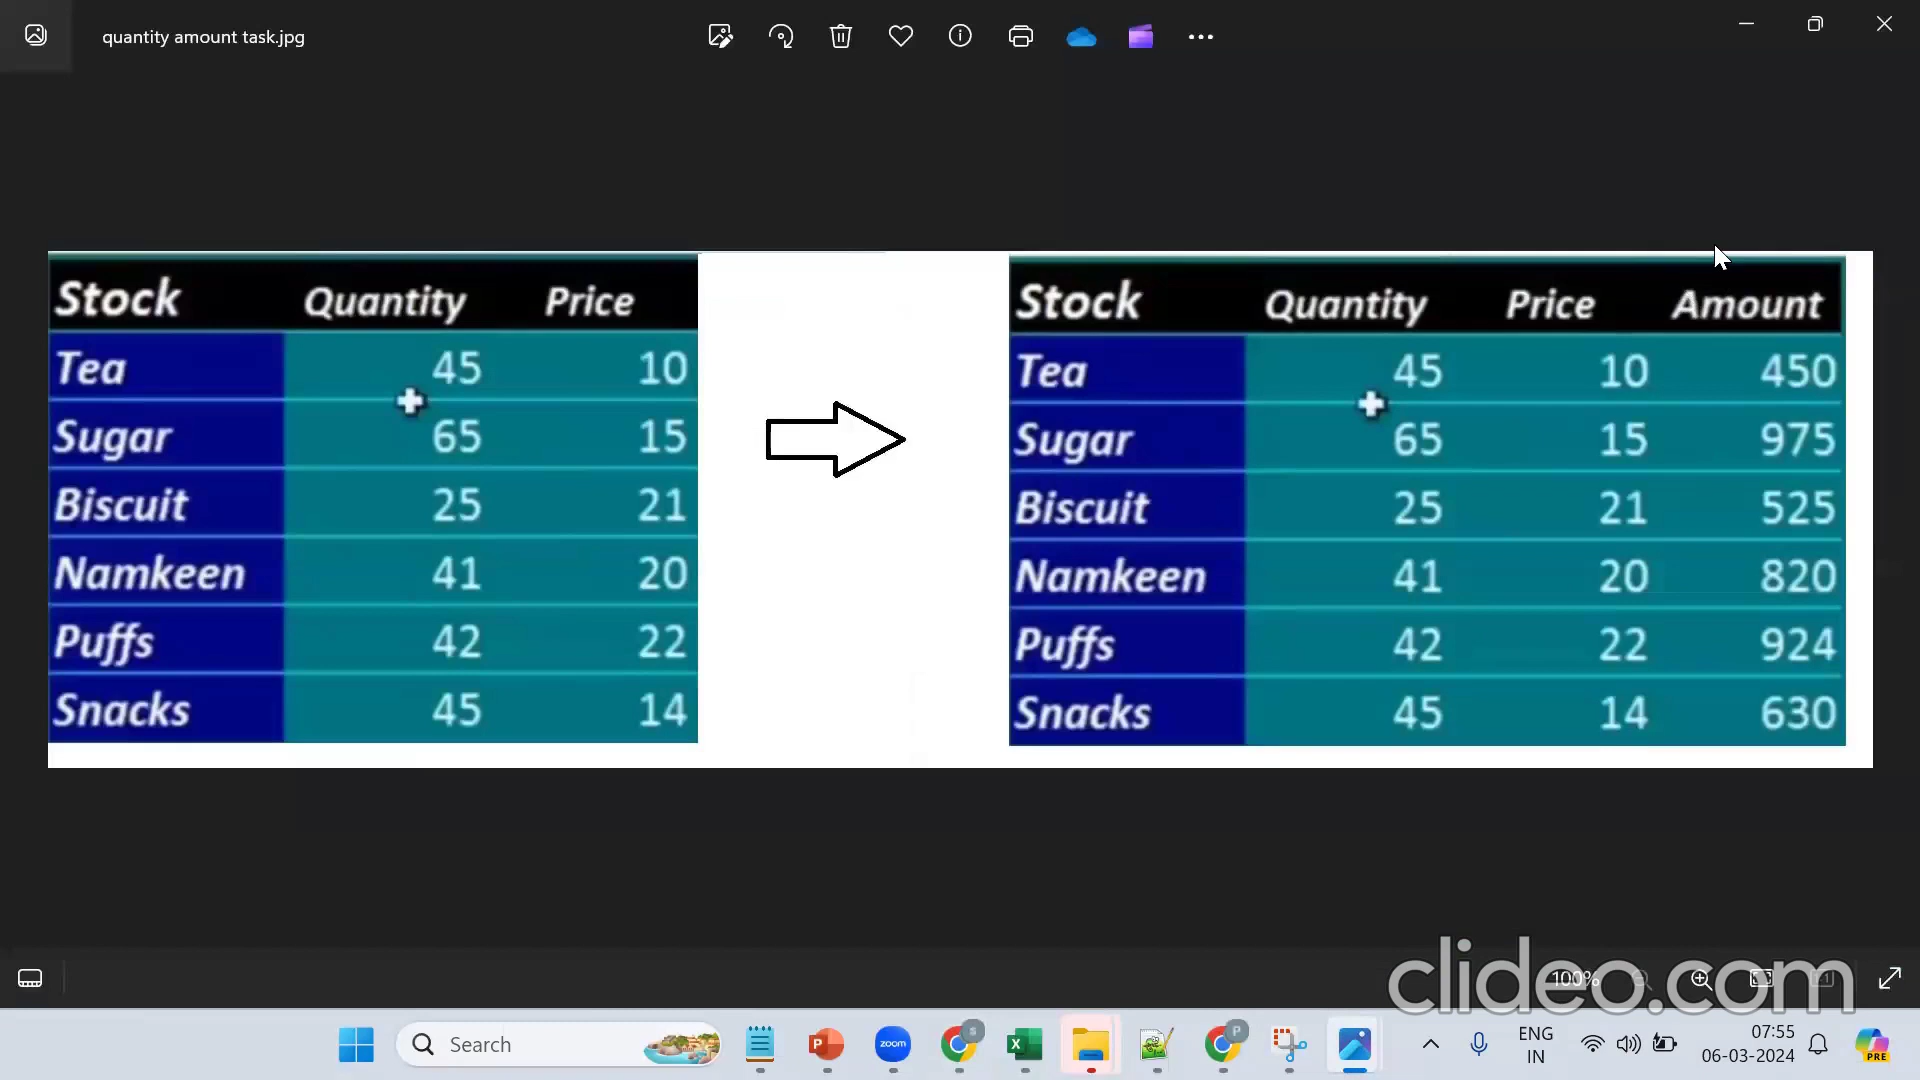 quantity amount task.jpg
Stock Quantity Price
Tea 45 10
Sugar 65 15
Biscuit 25 21
Namkeen 41 20
Puffs 42 22
Snacks 45 14
Stock Quantity Price Amount
Tea 45 10 450
Sugar 65 15 975
Biscuit 25 21 525
Namkeen 41 20 820
Puffs 42 22 924
Snacks 45 14 630
100%
clideo.com
Search
P
zoom
S
X
P
ENG
IN
07:55
06-03-2024
PRE